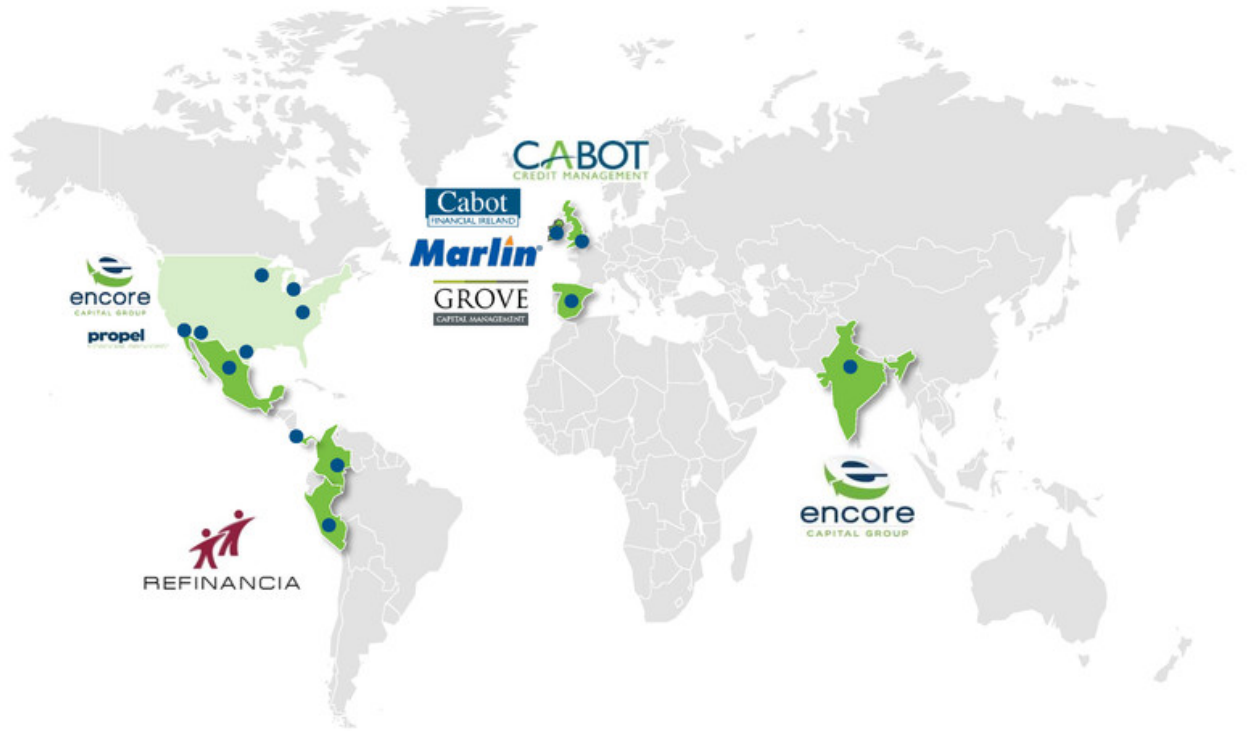 CABOT
CREDIT MANAGEMENT
Cabot
FINANCIAL IRELAND
Marlin
GROVE
CAPITAL MANAGEMENT
encore
CAPITAL GROUP
propel
encore
CAPITAL GROUP
REFINANCIA